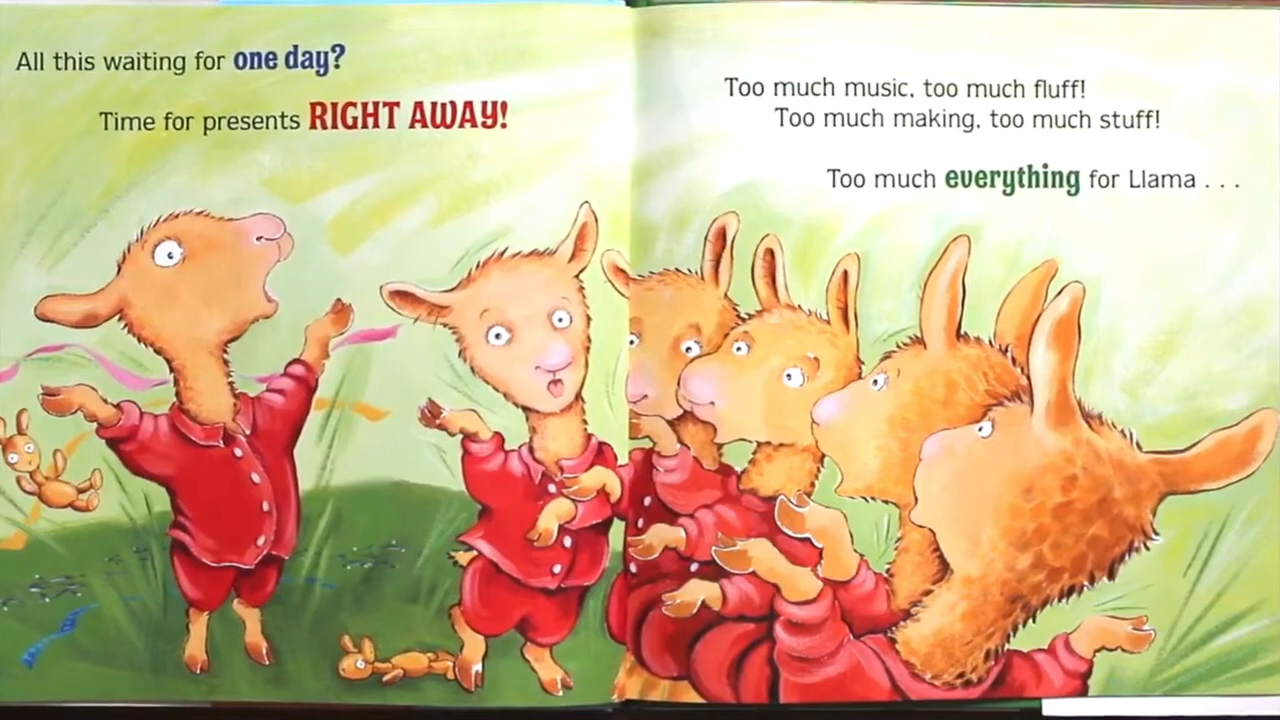 All this waiting for one day?
Time for presents RIGHT AWAY!
Too much music, too much fluff!
Too much making, too much stuff!
Too much everything for Llama . . .